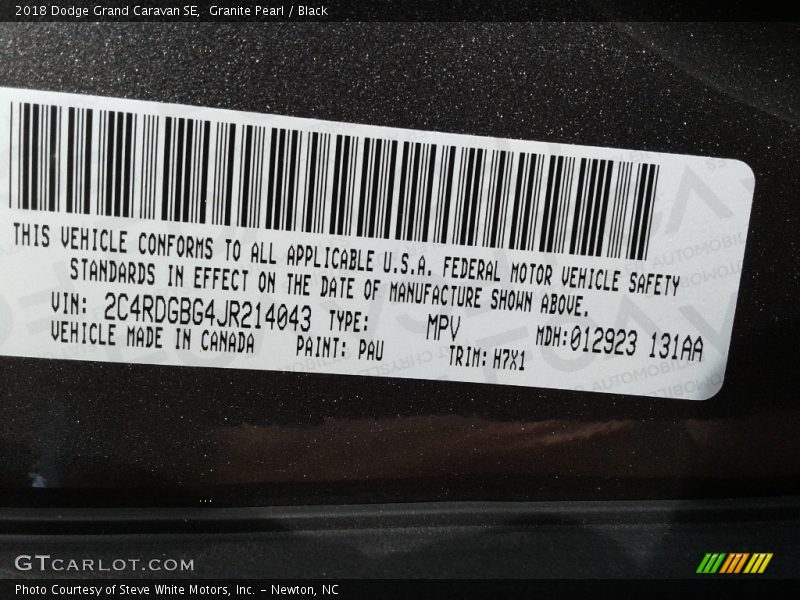 2018 Dodge Grand Caravan SE,  Granite Pearl / Black
THIS VEHICLE CONFORMS TO ALL APPLICABLE U.S.A. FEDERAL MOTOR VEHICLE SAFETY
STANDARDS IN EFFECT ON THE DATE OF MANUFACTURE SHOWN ABOVE.
VIN: 2C4RDGBG4JR214043 TYPE: MPV MDH:012923 131AA
VEHICLE MADE IN CANADA PAINT: PAU TRIM: H7X1
GTCARLOT.COM
Photo Courtesy of Steve White Motors, Inc. – Newton, NC